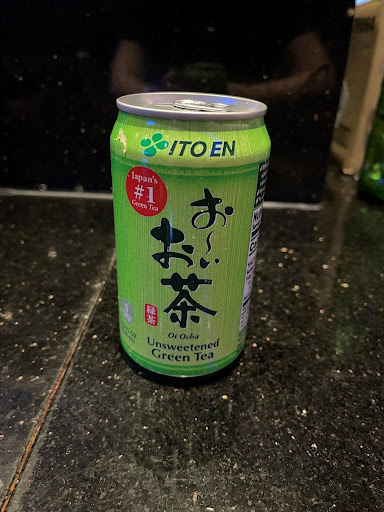 ITO EN
Japan's
#1
Green Tea
お〜い
お茶
緑茶
Oi Ocha
Unsweetened
Green Tea